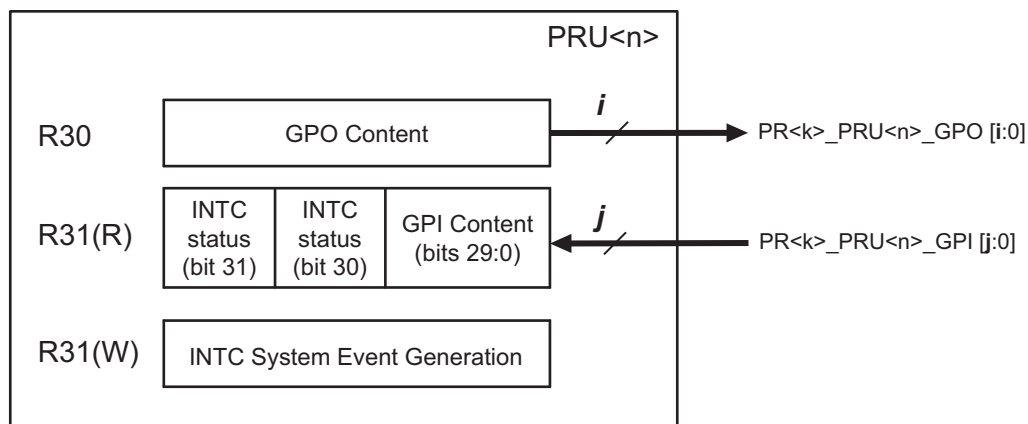 PRU<n>
i
R30
GPO Content
PR<k>_PRU<n>_GPO [i:0]
R31(R)
INTC
status
(bit 31)
INTC
status
(bit 30)
GPI Content
(bits 29:0)
j
PR<k>_PRU<n>_GPI [j:0]
R31(W)
INTC System Event Generation